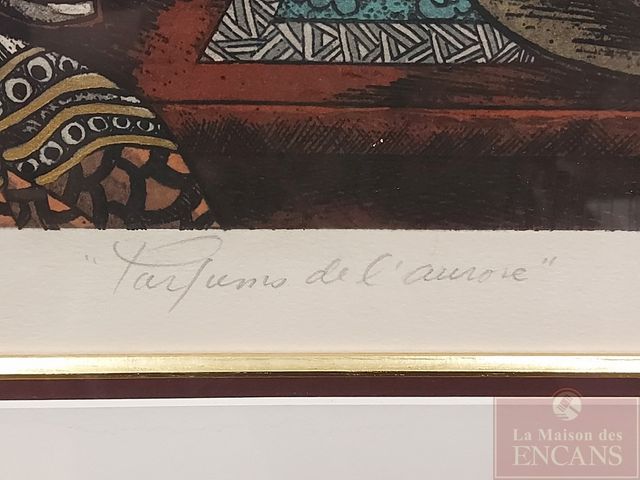 "Parfums de l'aurore"
La Maison des
ENCANS